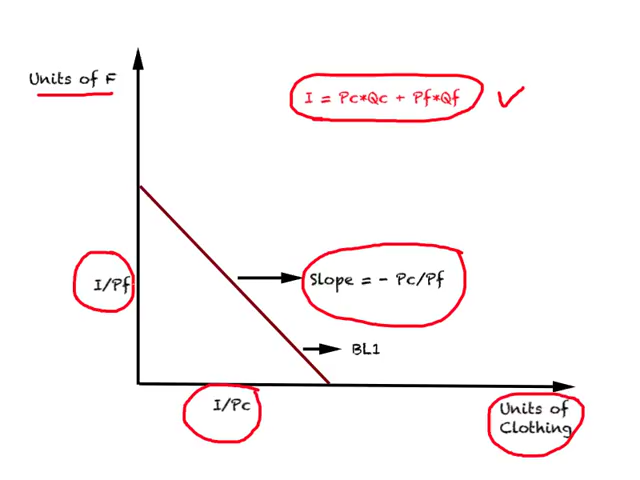 Units of F
I = Pc*Qc + Pf*Qf
I/Pf
Slope = - Pc/Pf
BL1
I/Pc
Units of
Clothing